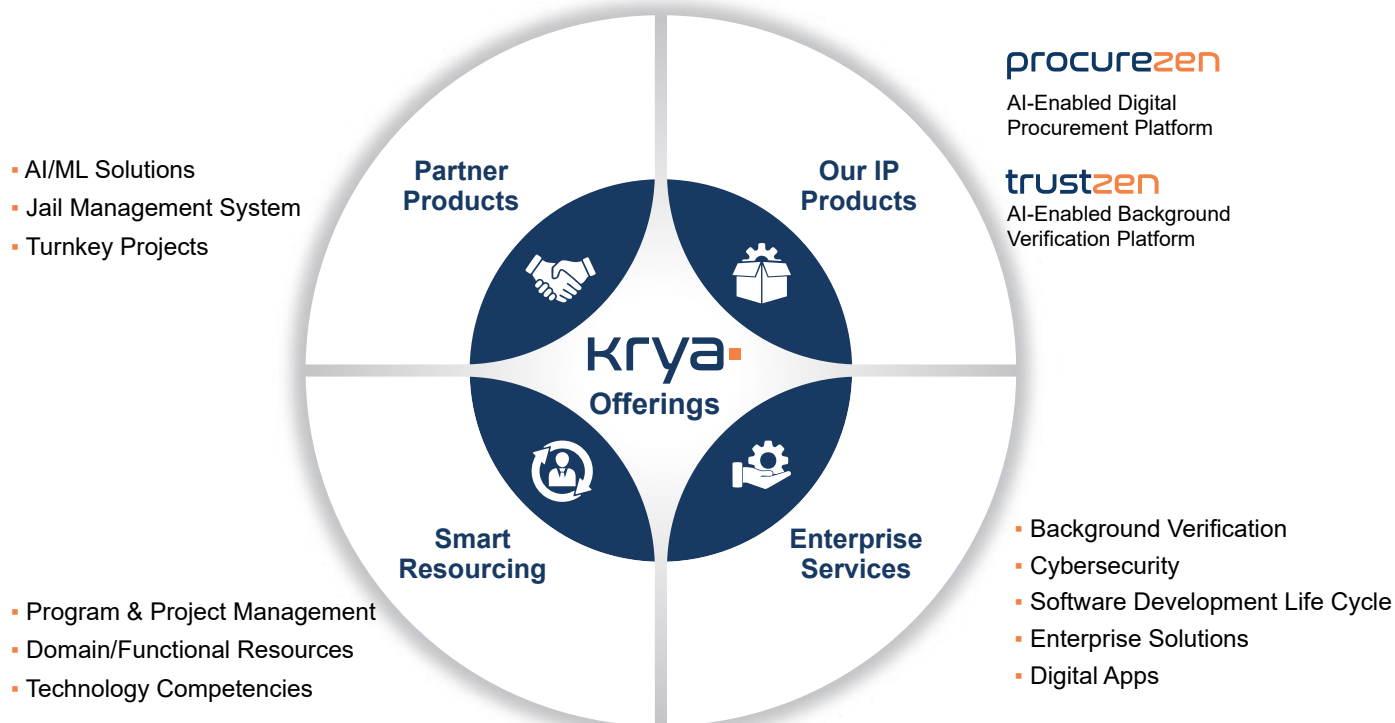 Partner
Products
▪ AI/ML Solutions
▪ Jail Management System
▪ Turnkey Projects
Our IP
Products
procurezen
AI-Enabled Digital
Procurement Platform
trustzen
AI-Enabled Background
Verification Platform
krya
Offerings
Smart
Resourcing
▪ Program & Project Management
▪ Domain/Functional Resources
▪ Technology Competencies
Enterprise
Services
▪ Background Verification
▪ Cybersecurity
▪ Software Development Life Cycle
▪ Enterprise Solutions
▪ Digital Apps